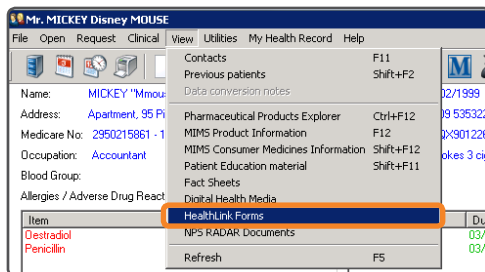 Mr. MICKEY Disney MOUSE
File Open Request Clinical View Utilities My Health Record Help
Contacts F11
Previous patients Shift+F2
Data conversion notes
Pharmaceutical Products Explorer Ctrl+F12
MIMS Product Information F12
MIMS Consumer Medicines Information Shift+F12
Patient Education material Shift+F11
Fact Sheets
Digital Health Media
HealthLink Forms
NPS RADAR Documents
Refresh F5
M
Name: MICKEY "Mmou 02/1999
Address: Apartment, 95 Pi 09 535322
Medicare No: 2950215861 - 1 QX901226
Occupation: Accountant okes 3 ci
Blood Group:
Allergies / Adverse Drug React
Item Du
Oestradiol 03/
Penicillin 03/